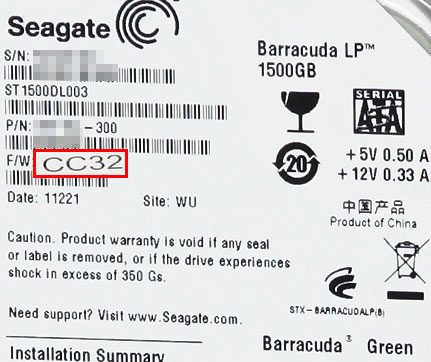 Seagate
S/N:
ST1500DL003
P/N: -300
F/W: CC32
Date: 11221 Site: WU
Barracuda LP™
1500GB
SERIAL
ATA
20
+5V 0.50 A
+12V 0.33 A
中国产品
Product of China
Caution. Product warranty is void if any seal
or label is removed, or if the drive experiences
shock in excess of 350 Gs.
STX-BARRACUDALP(B)
Need support? Visit www.Seagate.com.
Barracuda® Green
Installation Summary